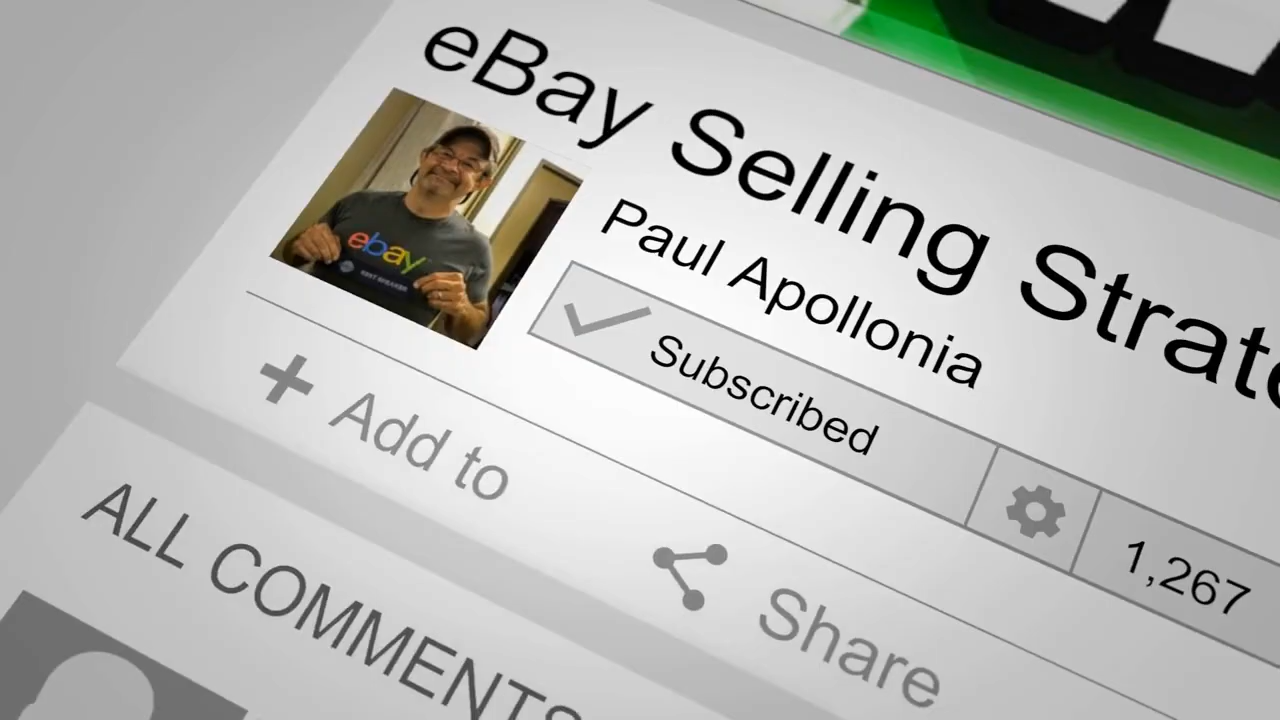 eBay Selling Strate
Paul Apollonia
ebay
Subscribed
1,267
Add to
Share
ALL COMMENTS